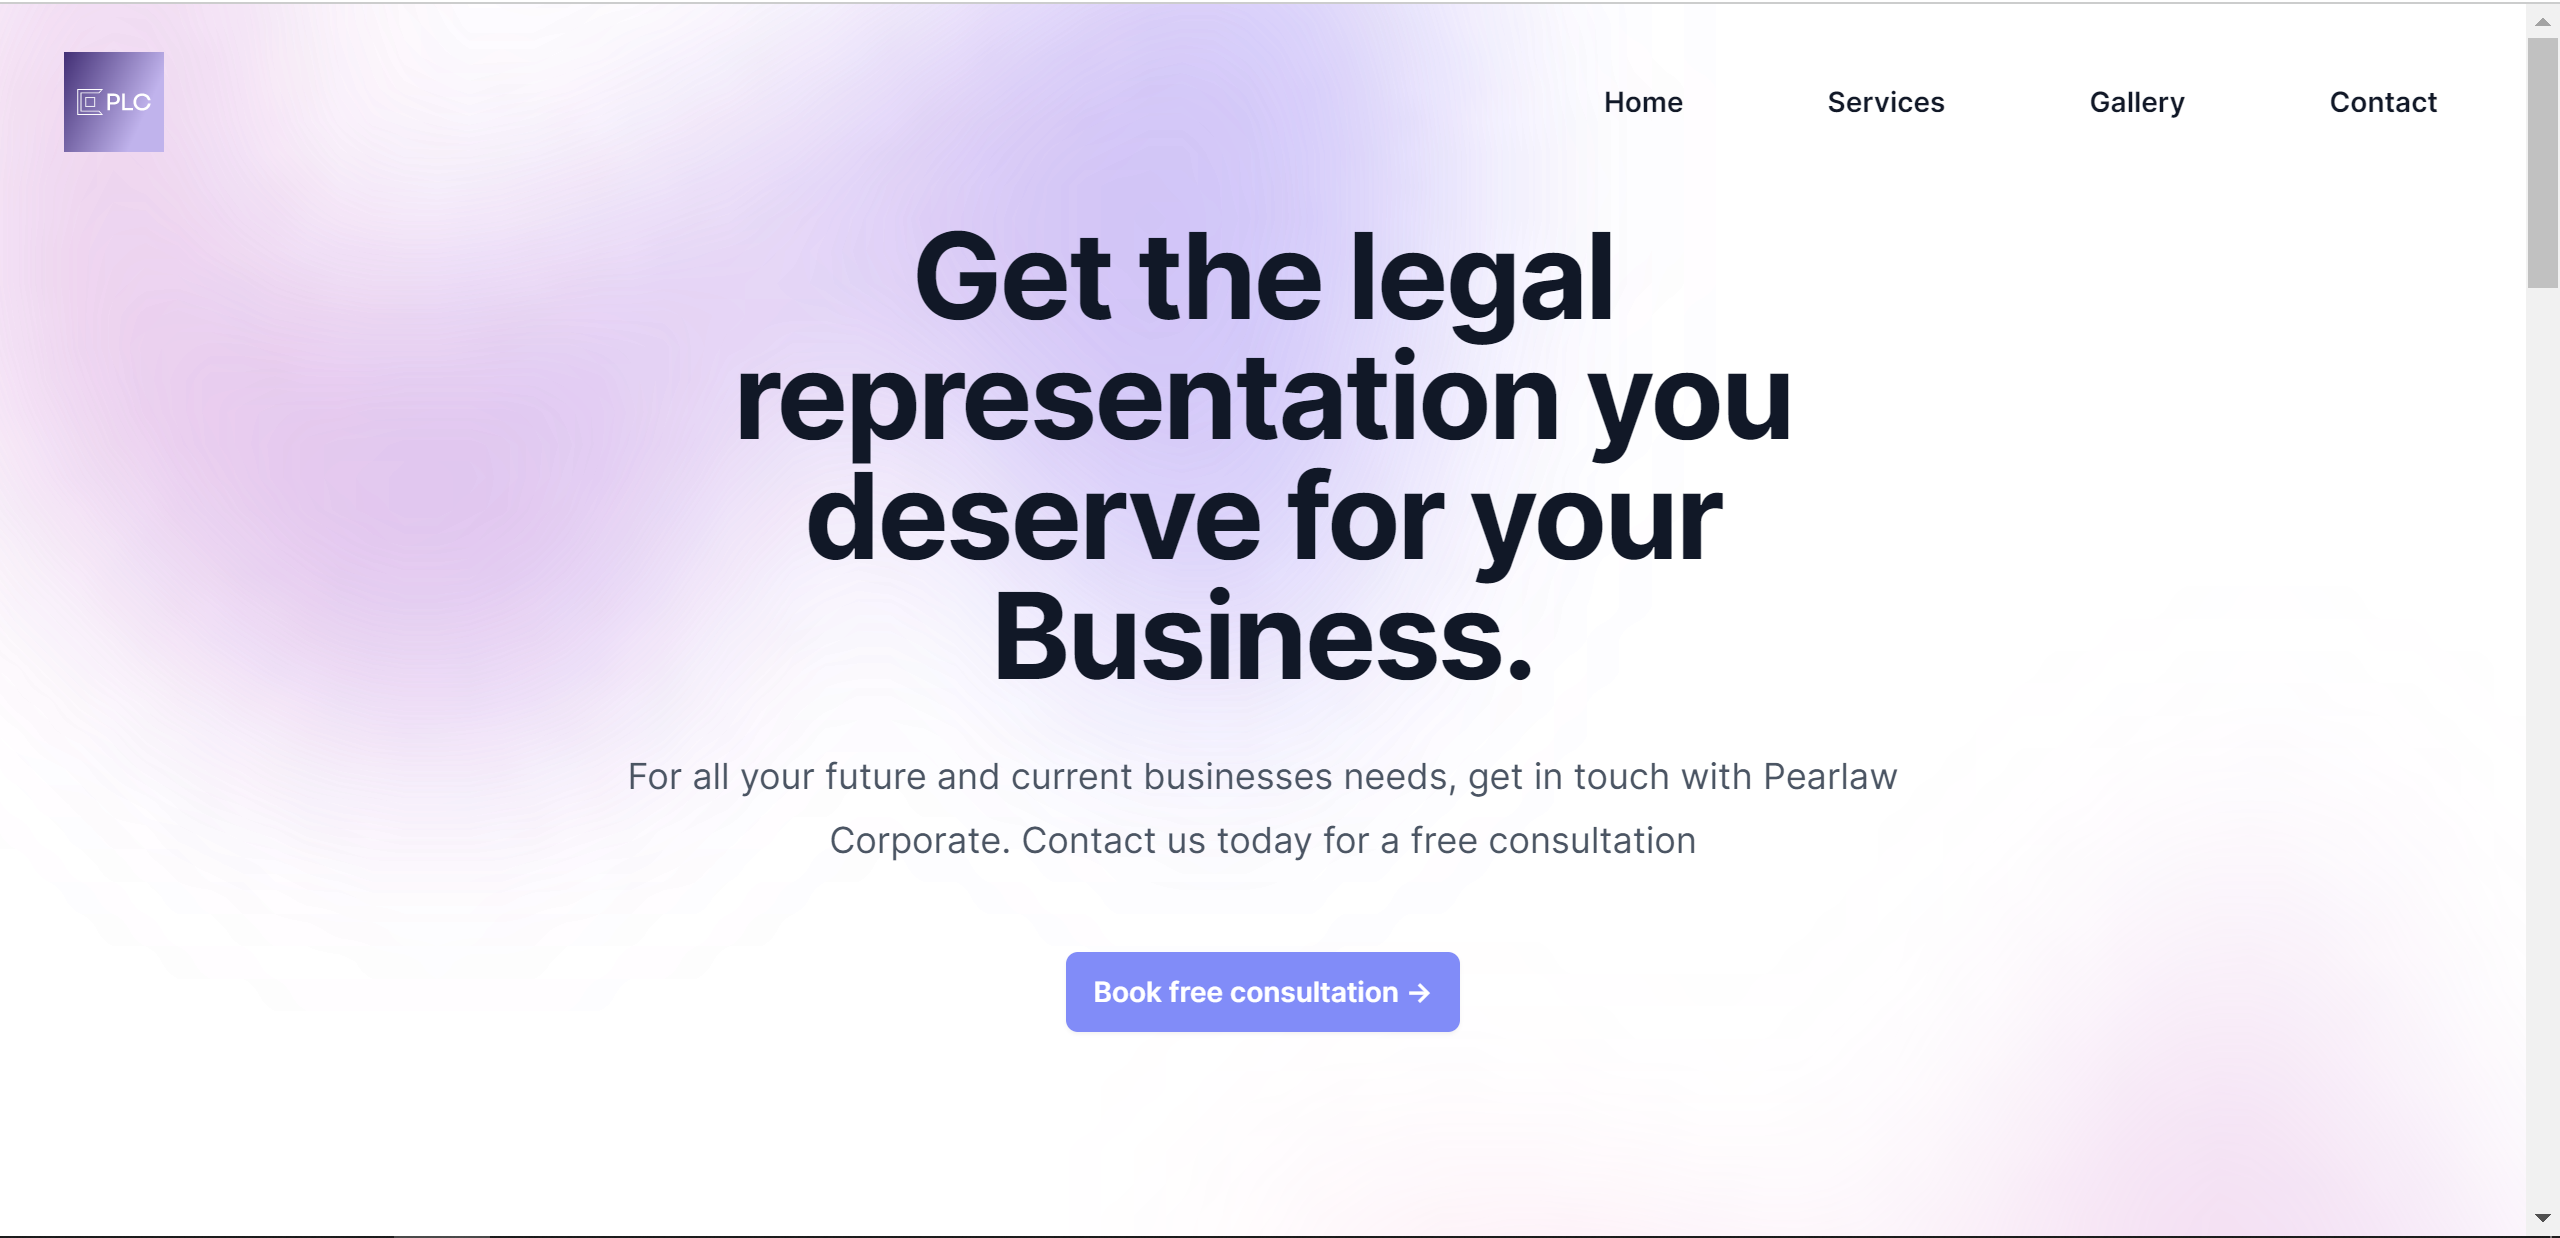 PLC
Home
Services
Gallery
Contact
Get the legal
representation you
deserve for your
Business.
For all your future and current businesses needs, get in touch with Pearlaw
Corporate. Contact us today for a free consultation
Book free consultation →